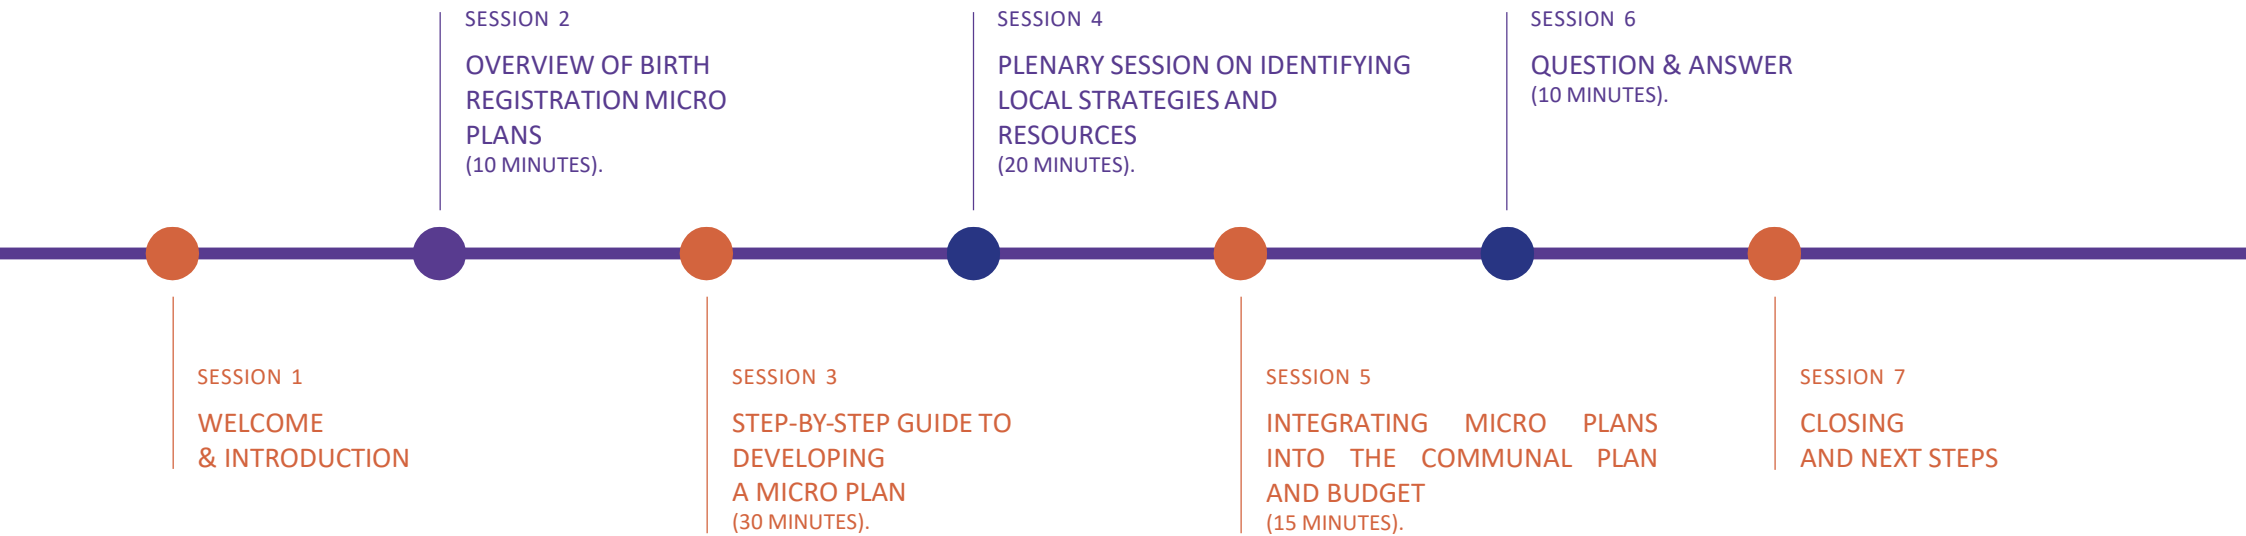 SESSION 1
WELCOME
& INTRODUCTION
SESSION 2
OVERVIEW OF BIRTH
REGISTRATION MICRO
PLANS
(10 MINUTES).
SESSION 3
STEP-BY-STEP GUIDE TO
DEVELOPING
A MICRO PLAN
(30 MINUTES).
SESSION 4
PLENARY SESSION ON IDENTIFYING
LOCAL STRATEGIES AND
RESOURCES
(20 MINUTES).
SESSION 5
INTEGRATING MICRO PLANS
INTO THE COMMUNAL PLAN
AND BUDGET
(15 MINUTES).
SESSION 6
QUESTION & ANSWER
(10 MINUTES).
SESSION 7
CLOSING
AND NEXT STEPS